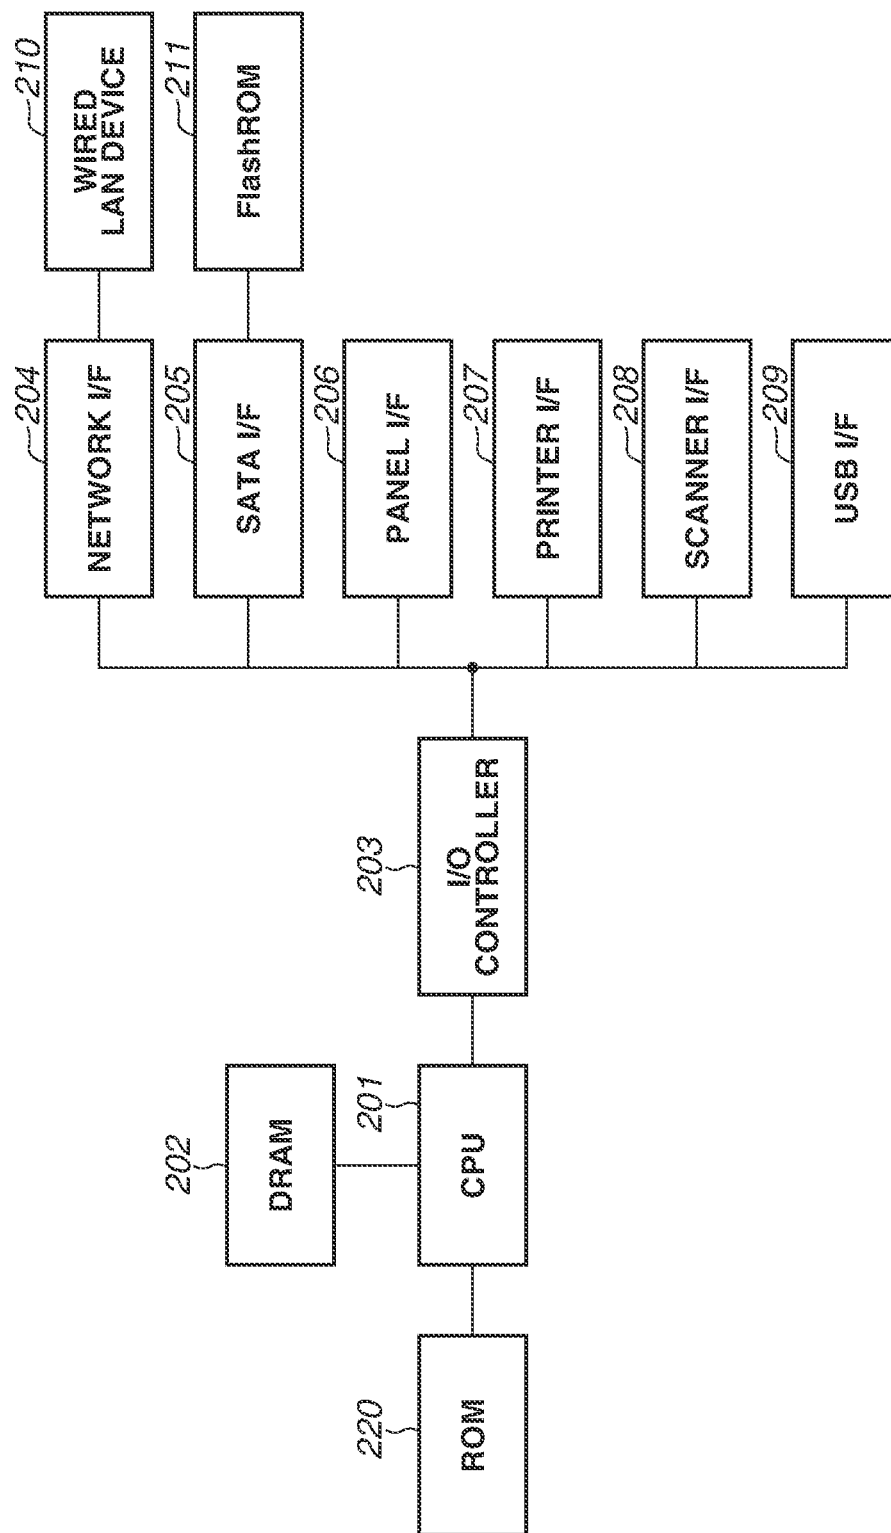 202
DRAM
220
ROM
201
CPU
203
I/O
CONTROLLER
204
NETWORK I/F
210
WIRED
LAN DEVICE
205
SATA I/F
211
FlashROM
206
PANEL I/F
207
PRINTER I/F
208
SCANNER I/F
209
USB I/F